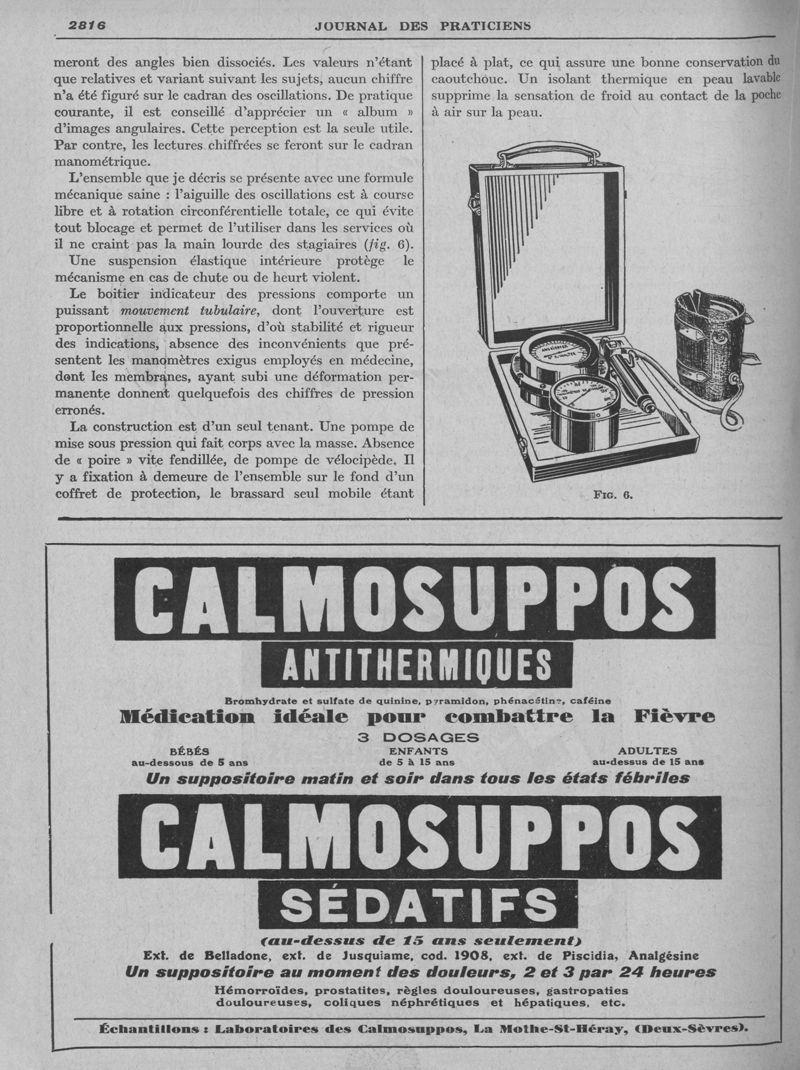 2816
JOURNAL DES PRATICIENS
meront des angles bien dissociés. Les valeurs n'étant
que relatives et variant suivant les sujets, aucun chiffre
n'a été figuré sur le cadran des oscillations. De pratique
courante, il est conseillé d'apprécier un « album »
d'images angulaires. Cette perception est la seule utile.
Par contre, les lectures chiffrées se feront sur le cadran
manométrique.
L'ensemble que je décris se présente avec une formule
mécanique saine : l'aiguille des oscillations est à course
libre et à rotation circonférentielle totale, ce qui évite
tout blocage et permet de l'utiliser dans les services où
il ne craint pas la main lourde des stagiaires (fig. 6).
Une suspension élastique intérieure protège le
mécanisme en cas de chute ou de heurt violent.
Le boitier indicateur des pressions comporte un
puissant mouvement tubulaire, dont l'ouverture est
proportionnelle aux pressions, d'où stabilité et rigueur
des indications, absence des inconvénients que pré-
sentent les manomètres exigus employés en médecine,
dont les membranes, ayant subi une déformation per-
manente donnent quelquefois des chiffres de pression
erronés.
La construction est d'un seul tenant. Une pompe de
mise sous pression qui fait corps avec la masse. Absence
de « poire » vite fendillée, de pompe de vélocipède. Il
y a fixation à demeure de l'ensemble sur le fond d'un
coffret de protection, le brassard seul mobile étant
placé à plat, ce qui assure une bonne conservation du
caoutchouc. Un isolant thermique en peau lavable
supprime la sensation de froid au contact de la poche
à air sur la peau.
FIG. 6.
CALMOSUPPOS
ANTITHERMIQUES
Bromhydrate et sulfate de quinine, pyramidon, phénacétine, caféine
Médication idéale pour combattre la Fièvre
3 DOSAGES
BÉBÉS ENFANTS ADULTES
au-dessous de 5 ans de 5 à 15 ans au-dessus de 15 ans
Un suppositoire matin et soir dans tous les états fébriles
CALMOSUPPOS
SÉDATIFS
(au-dessus de 15 ans seulement)
Ext. de Belladone, ext. de Jusquiame, cod. 1908, ext. de Piscidia, Analgésine
Un suppositoire au moment des douleurs, 2 et 3 par 24 heures
Hémorroïdes, prostatites, règles douloureuses, gastropaties
douloureuses, coliques néphrétiques et hépatiques, etc.
Échantillons : Laboratoires des Calmosuppos, La Mothe-St-Héray, (Deux-Sèvres).